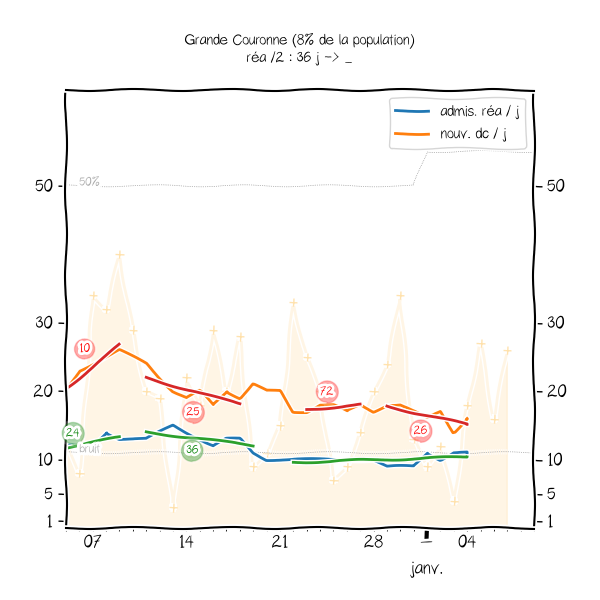 Grande Couronne (8% de la population)
réa /2 : 36 j -> _
admis. réa / j
nouv. dc / j
50 50% 50
30 30
10
72
20 20
25
26
24
36
bruit
10 10
5 5
1 1
07 14 21 28 _ 04
janv.